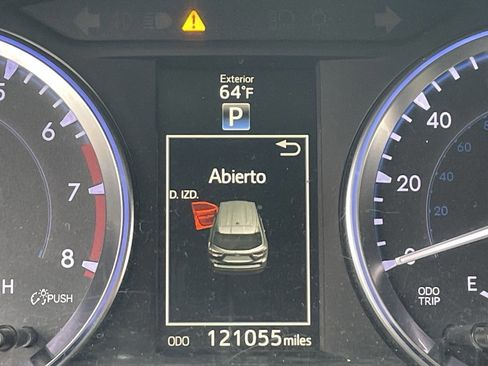 Exterior
64°F
P
Abierto
D. IZD.
ODO 121055 miles
5
6
7
8
H
PUSH
40
20
0
ODO
TRIP
E